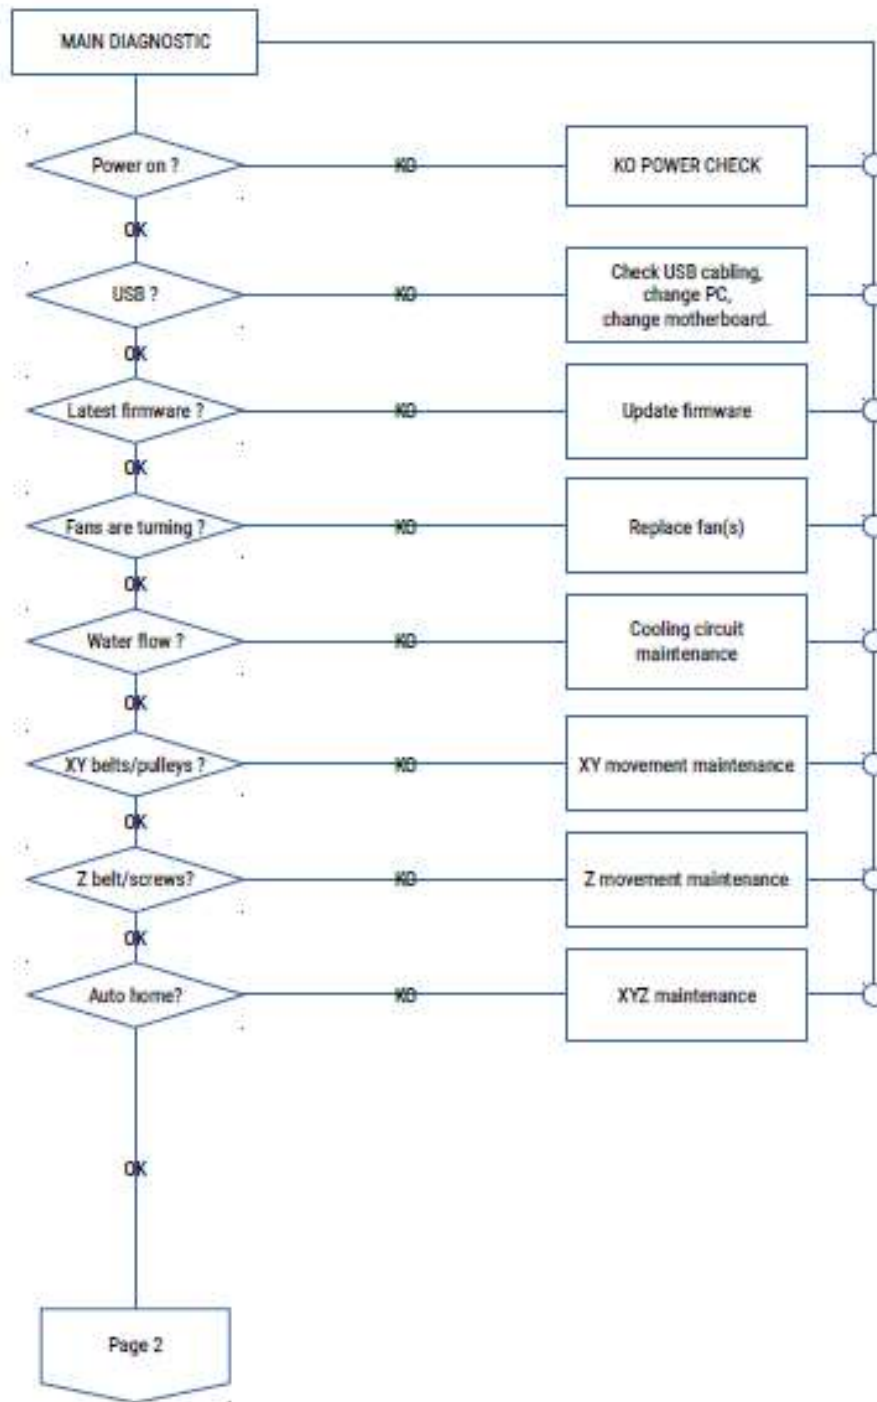 MAIN DIAGNOSTIC
Power on ?
KO
KO POWER CHECK
OK
USB ?
KO
Check USB cabling,
change PC,
change motherboard.
OK
Latest firmware ?
KO
Update firmware
OK
Fans are turning ?
KO
Replace fan(s)
OK
Water flow ?
KO
Cooling circuit
maintenance
OK
XY belts/pulleys ?
KO
XY movement maintenance
OK
Z belt/screws?
KO
Z movement maintenance
OK
Auto home?
KO
XYZ maintenance
OK
Page 2